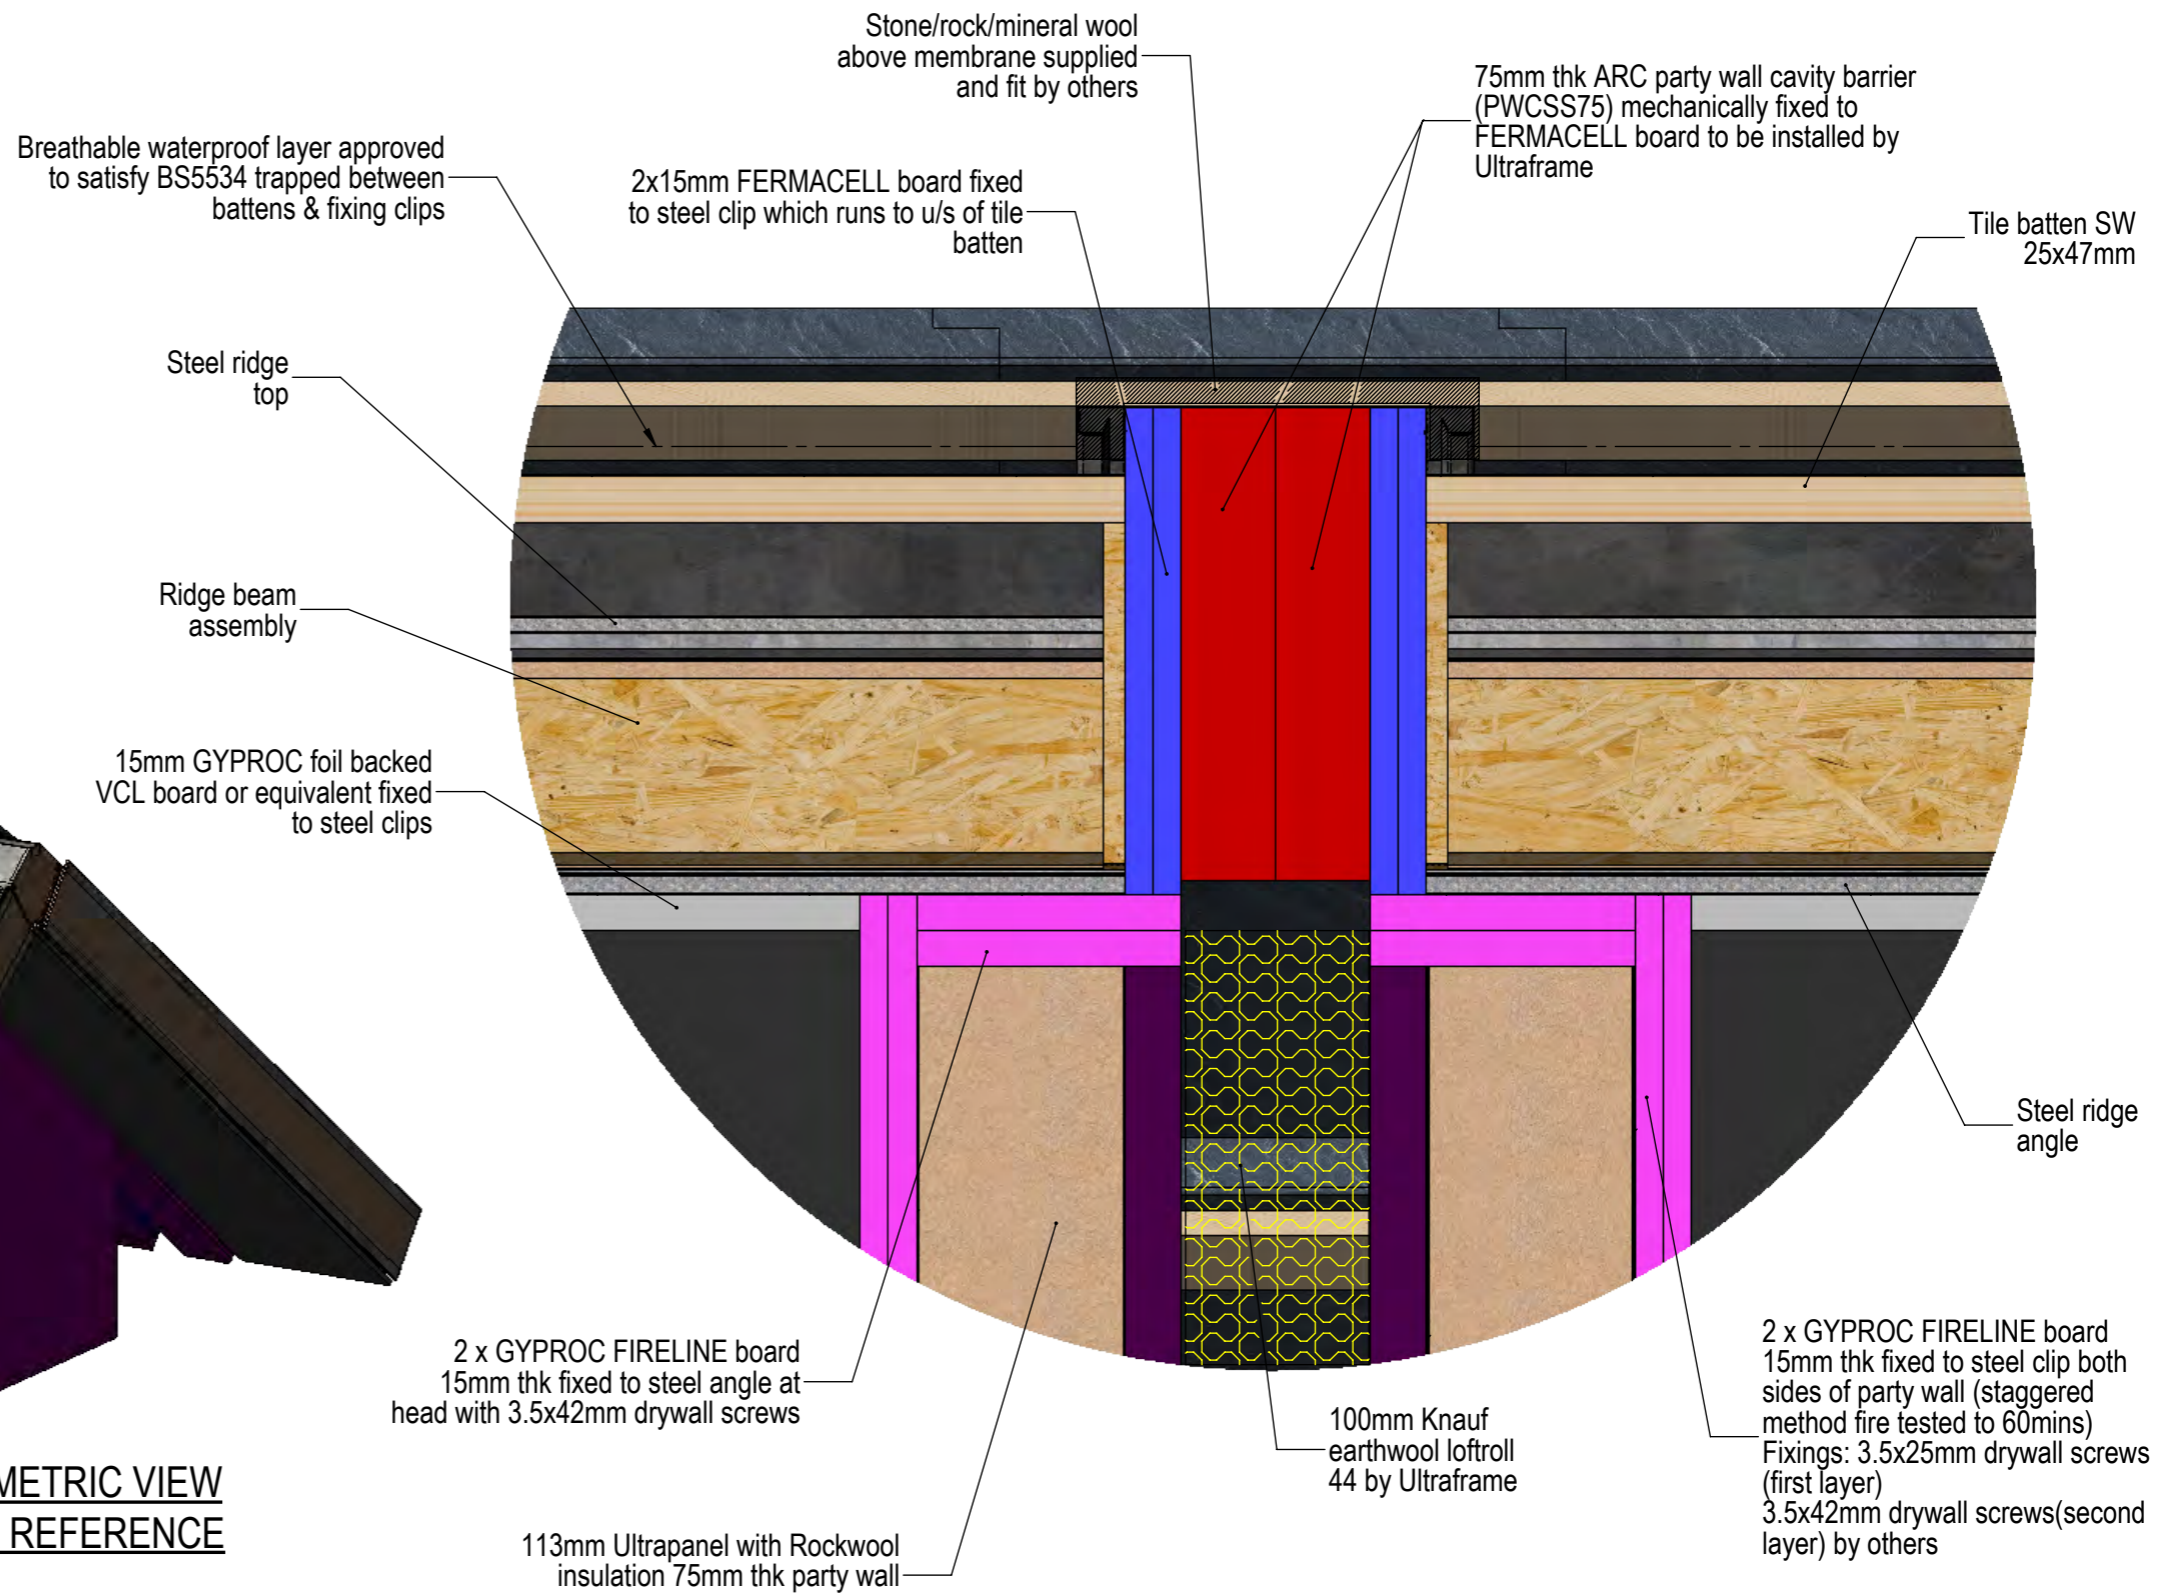 Stone/rock/mineral wool
above membrane supplied
and fit by others
75mm thk ARC party wall cavity barrier
(PWCSS75) mechanically fixed to
FERMACELL board to be installed by
Ultraframe
Breathable waterproof layer approved
to satisfy BS5534 trapped between
battens & fixing clips
2x15mm FERMACELL board fixed
to steel clip which runs to u/s of tile
batten
Tile batten SW
25x47mm
Steel ridge
top
Ridge beam
assembly
15mm GYPROC foil backed
VCL board or equivalent fixed
to steel clips
Steel ridge
angle
2 x GYPROC FIRELINE board
15mm thk fixed to steel angle at
head with 3.5x42mm drywall screws
100mm Knauf
earthwool loftroll
44 by Ultraframe
2 x GYPROC FIRELINE board
15mm thk fixed to steel clip both
sides of party wall (staggered
method fire tested to 60mins)
Fixings: 3.5x25mm drywall screws
(first layer)
3.5x42mm drywall screws(second
layer) by others
METRIC VIEW
REFERENCE
113mm Ultrapanel with Rockwool
insulation 75mm thk party wall